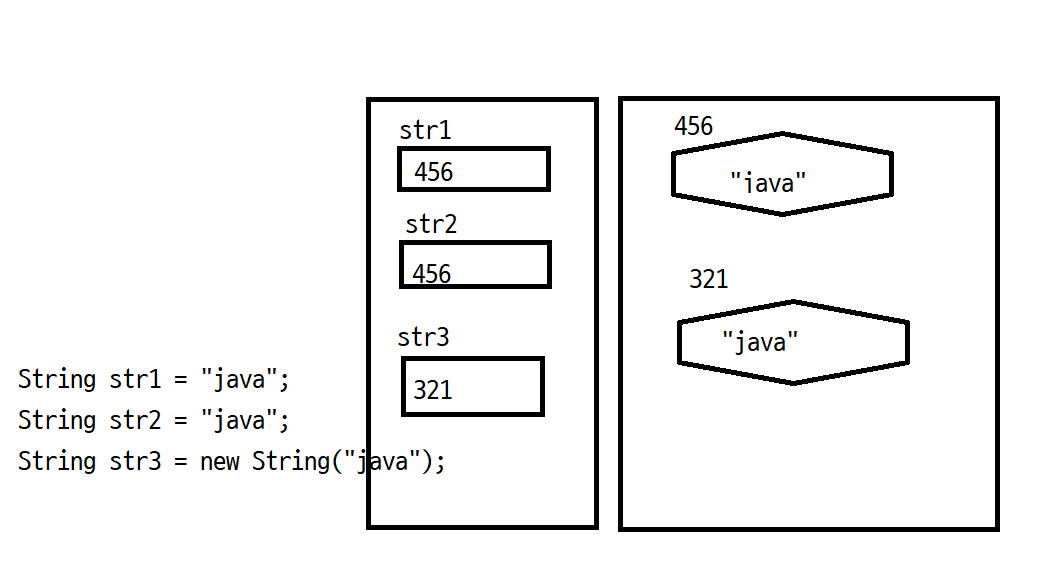 str1
456
str2
456
str3
321
456
"java"
321
"java"
String str1 = "java";
String str2 = "java";
String str3 = new String("java");